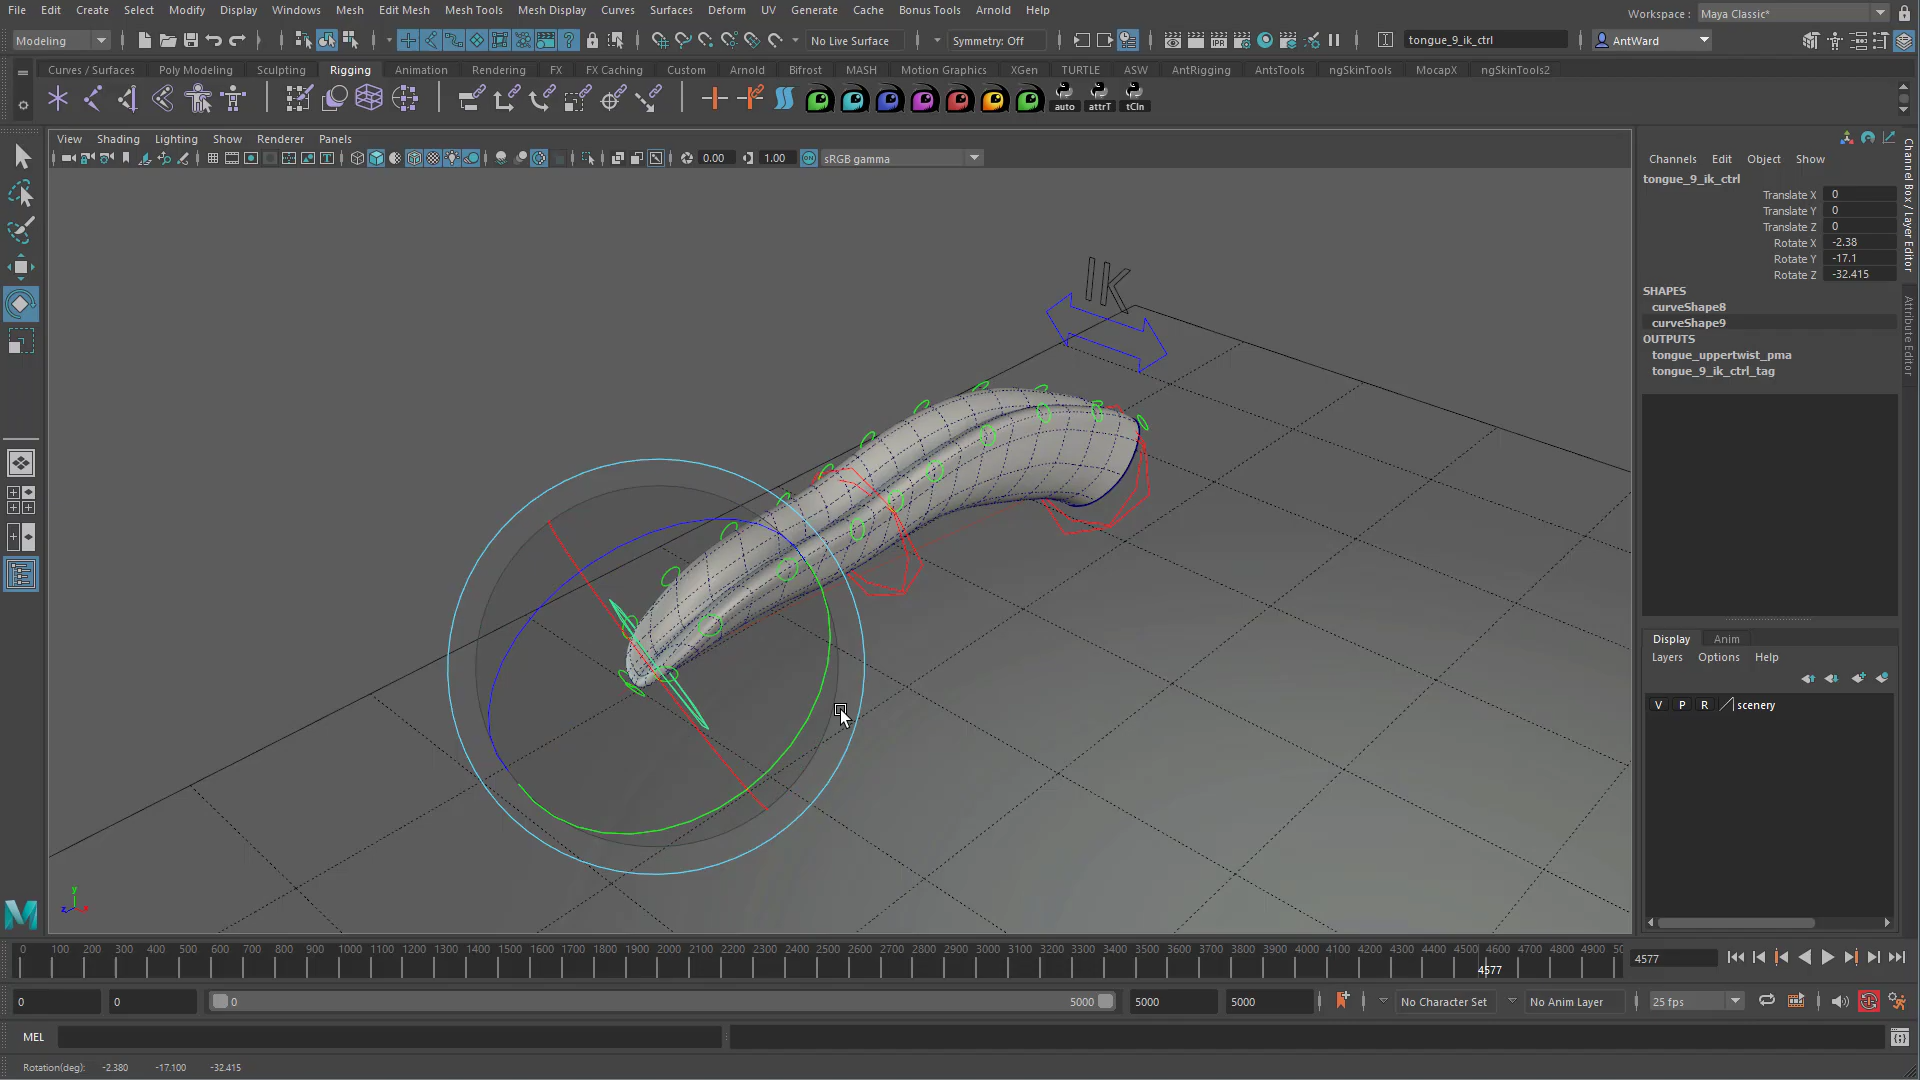 File Edit Create Select Modify Display Windows Mesh Edit Mesh Mesh Tools Mesh Display Curves Surfaces Deform UV Generate Cache Bonus Tools Arnold Help
Workspace : Maya Classic*
Modeling No Live Surface Symmetry: Off tongue_9_ik_ctrl AntWard
Curves / Surfaces Poly Modeling Sculpting Rigging Animation Rendering FX FX Caching Custom Arnold Bifrost MASH Motion Graphics XGen TURTLE ASW AntRigging AntsTools ngSkinTools MocapX ngSkinTools2
auto attrT tCln
View Shading Lighting Show Renderer Panels
0.00 1.00 ON sRGB gamma
IK
Channels Edit Object Show
tongue_9_ik_ctrl
Translate X 0
Translate Y 0
Translate Z 0
Rotate X -2.38
Rotate Y -17.1
Rotate Z -32.415
SHAPES
curveShape8
curveShape9
OUTPUTS
tongue_uppertwist_pma
tongue_9_ik_ctrl_tag
Channel Box / Layer Editor
Attribute Editor
Display Anim
Layers Options Help
V P R scenery
y
z x
0 100 200 300 400 500 600 700 800 900 1000 1100 1200 1300 1400 1500 1600 1700 1800 1900 2000 2100 2200 2300 2400 2500 2600 2700 2800 2900 3000 3100 3200 3300 3400 3500 3600 3700 3800 3900 4000 4100 4200 4300 4400 4500 4600 4700 4800 4900 50
4577
4577
0 0 0 5000 5000 5000 No Character Set No Anim Layer 25 fps
MEL
Rotation(deg): -2.380 -17.100 -32.415